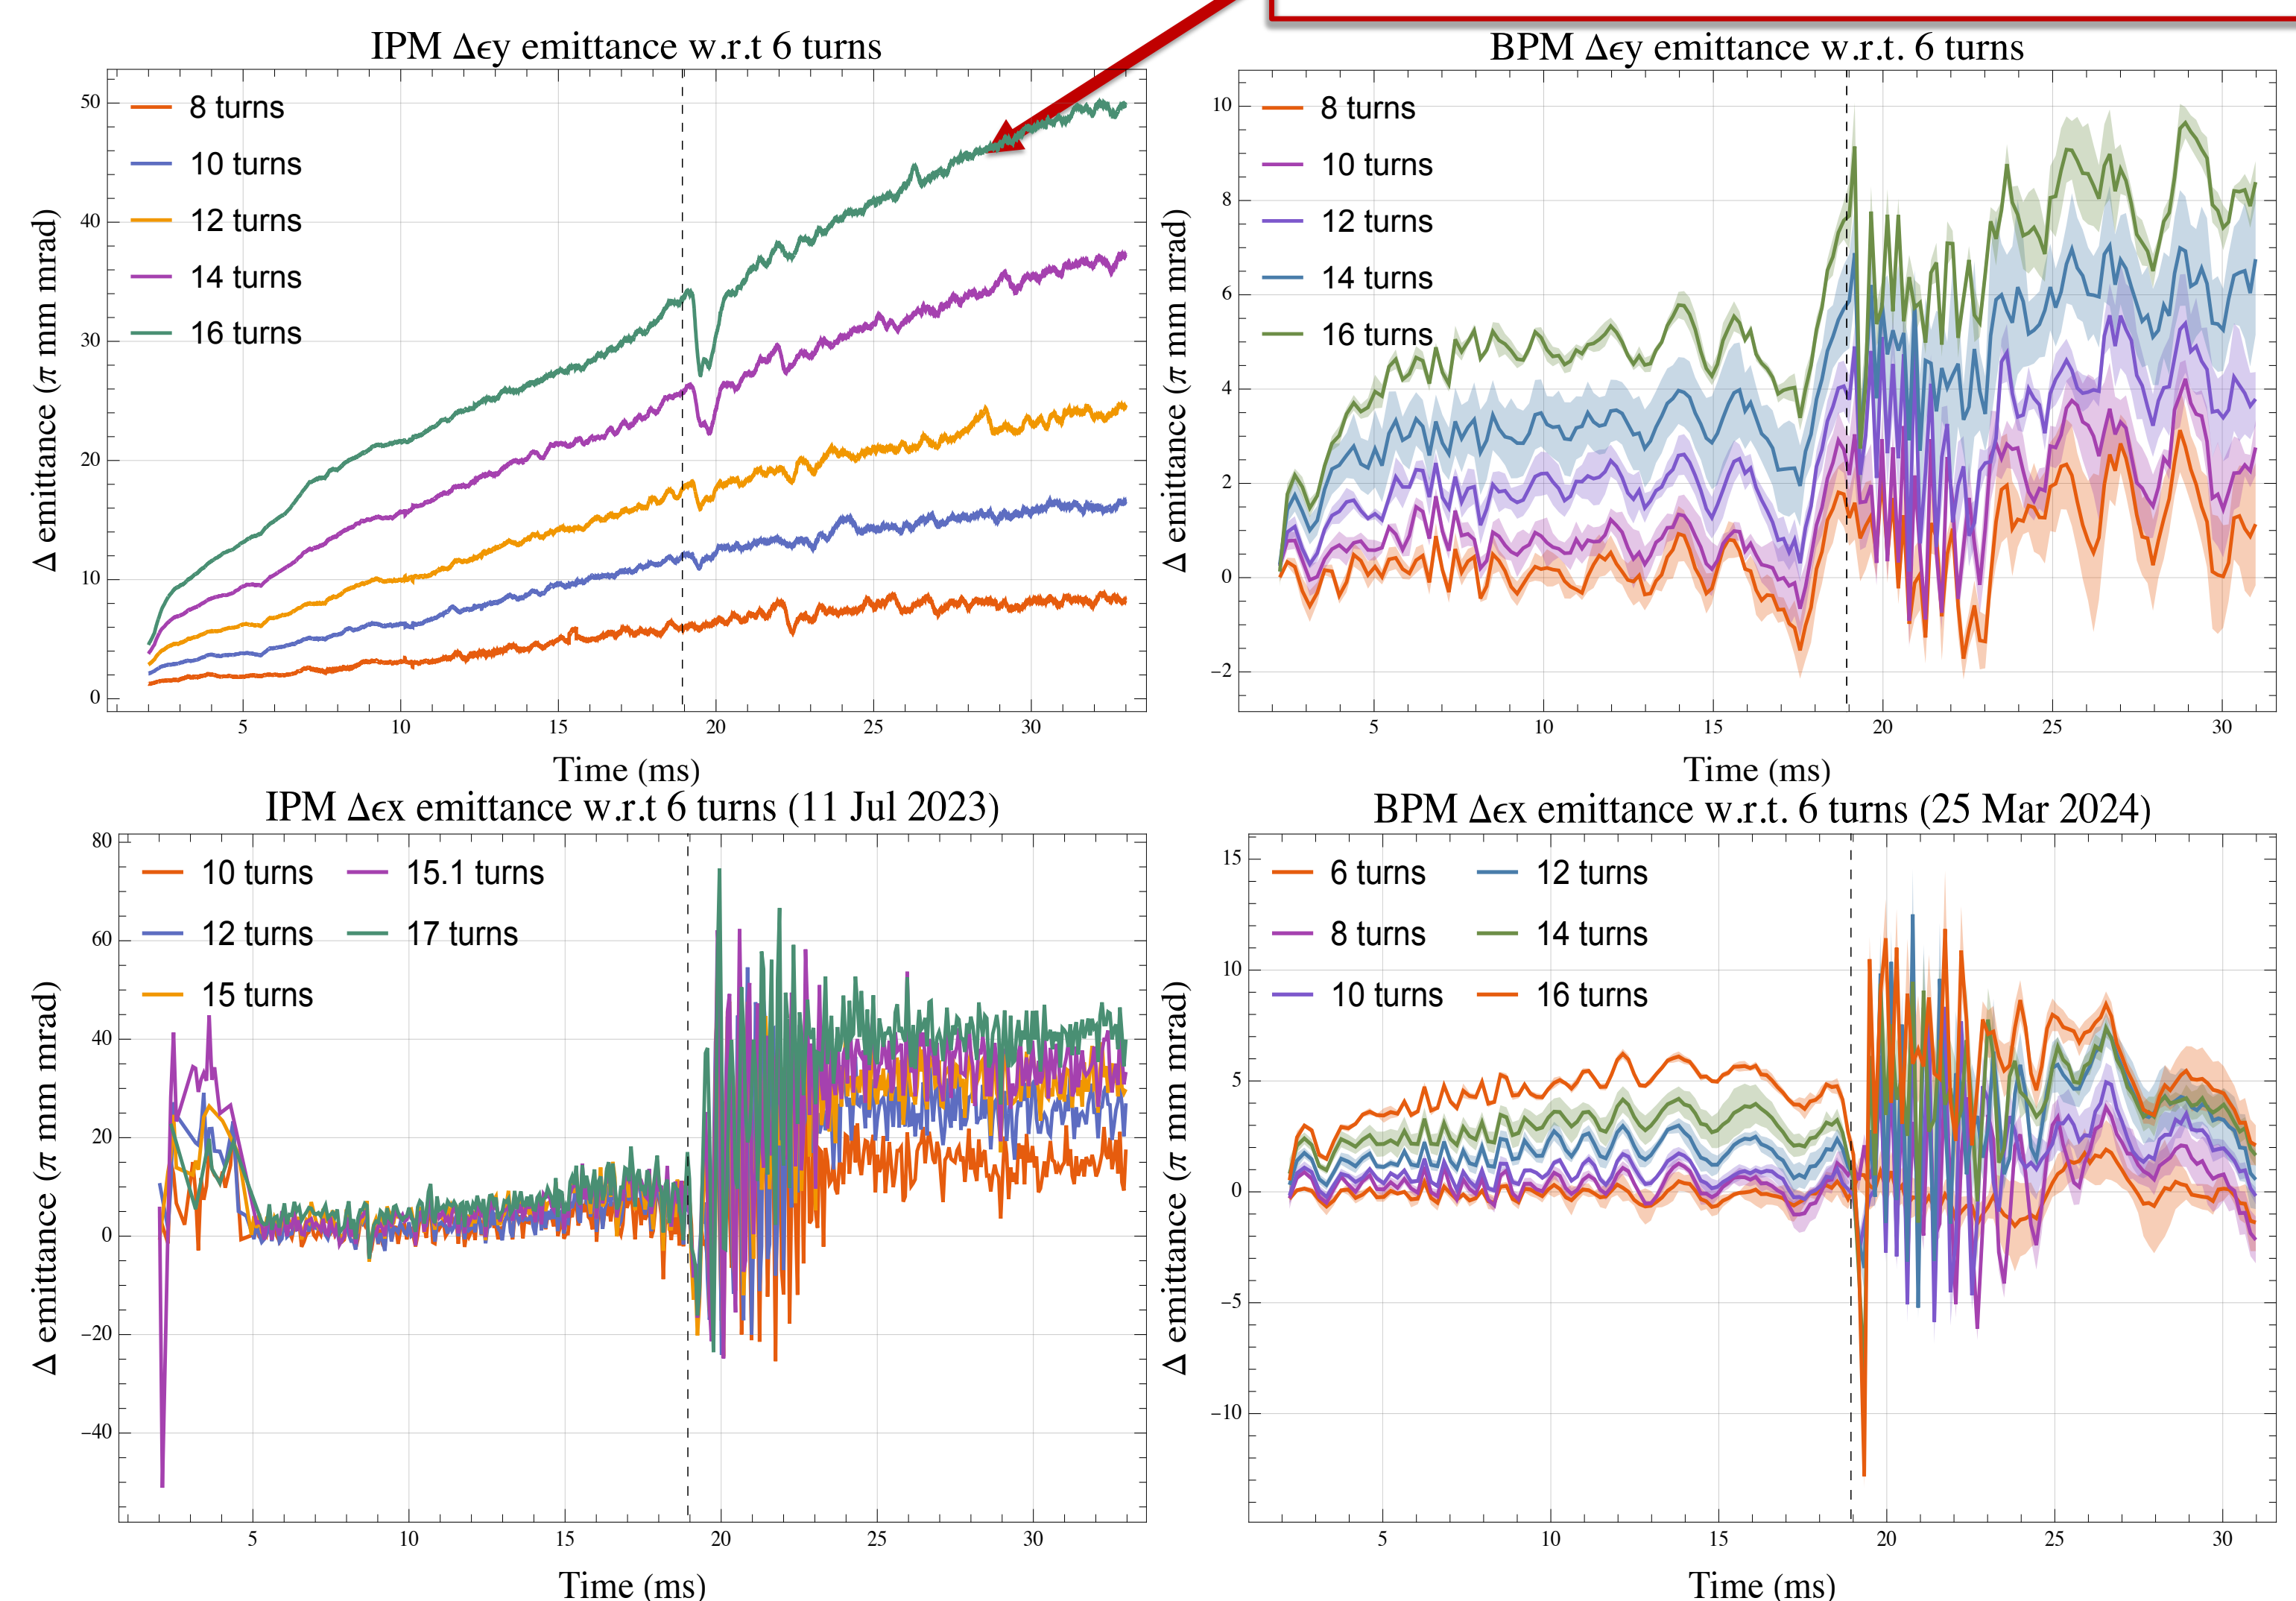 IPM Δϵy emittance w.r.t 6 turns
50
40
30
20
10
0
8 turns
10 turns
12 turns
14 turns
16 turns
Δ emittance (π mm mrad)
5 10 15 20 25 30
Time (ms)
BPM Δϵy emittance w.r.t. 6 turns
10
8
6
4
2
0
−2
8 turns
10 turns
12 turns
14 turns
16 turns
Δ emittance (π mm mrad)
5 10 15 20 25 30
Time (ms)
IPM Δϵx emittance w.r.t 6 turns (11 Jul 2023)
80
60
40
20
0
−20
−40
10 turns 15.1 turns
12 turns 17 turns
15 turns
Δ emittance (π mm mrad)
5 10 15 20 25 30
Time (ms)
BPM Δϵx emittance w.r.t. 6 turns (25 Mar 2024)
15
10
5
0
−5
−10
6 turns 12 turns
8 turns 14 turns
10 turns 16 turns
Δ emittance (π mm mrad)
5 10 15 20 25 30
Time (ms)